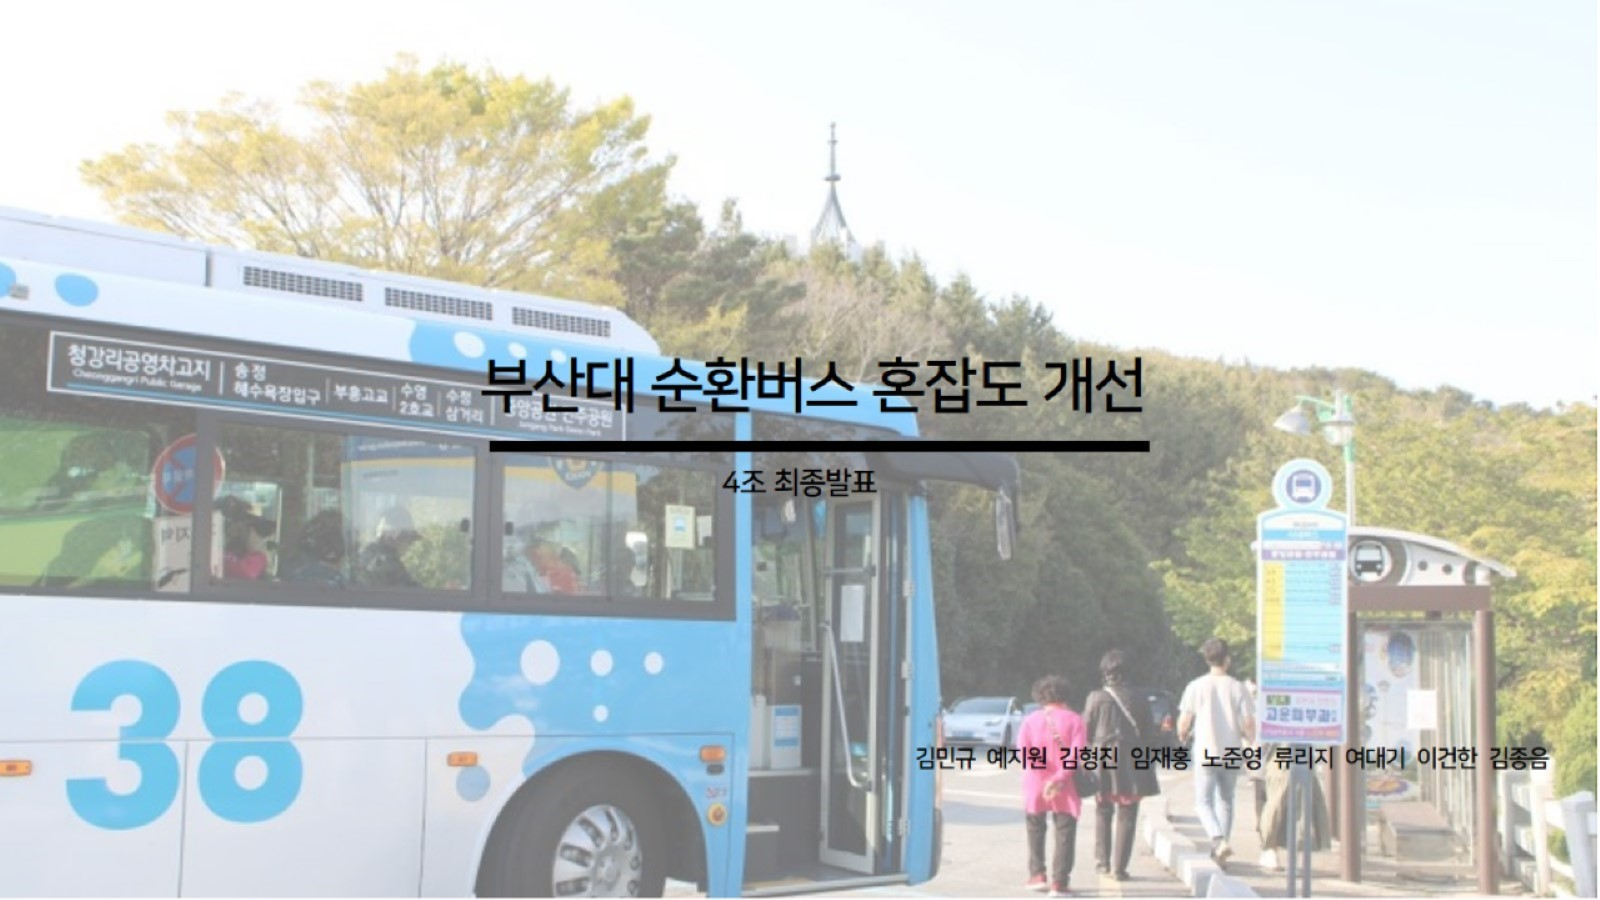 부산대 순환버스 혼잡도 개선
4조 최종발표
김민규 예지원 김형진 임재홍 노준영 류리지 여대기 이건한 김종음
청강리공영차고지
Cheonggangni Public Garage
송정
해수욕장입구
부흥고교
수영
2호교
수정
삼거리
38
고운피부과